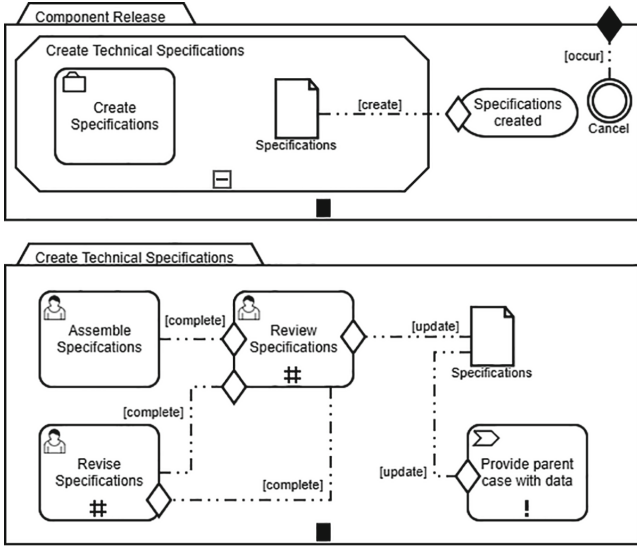 Component Release
Create Technical Specifications
Create
Specifications
Specifications
[create]
Specifications
created
[occur]
Cancel
Create Technical Specifications
Assemble
Specifcations
[complete]
Review
Specifications
[update]
Specifications
[complete]
Revise
Specifications
[complete]
[update]
Provide parent
case with data
!